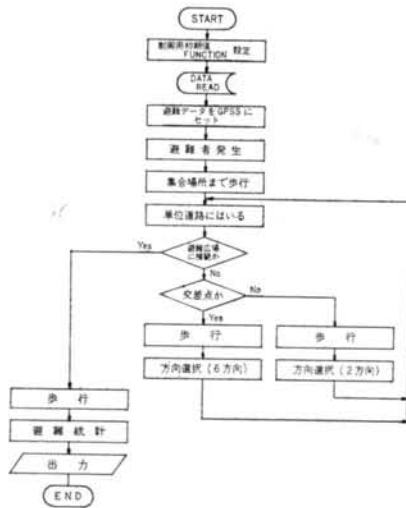 START
制御用初期値
FUNCTION 設定
DATA
READ
避難データをGPSSに
セット
避難者発生
集合場所まで歩行
単位道路にはいる
Yes
避難広場
に接続か
No
交差点か
No
Yes
歩行
歩行
方向選択(6方向)
方向選択(2方向)
歩行
避難統計
出力
END